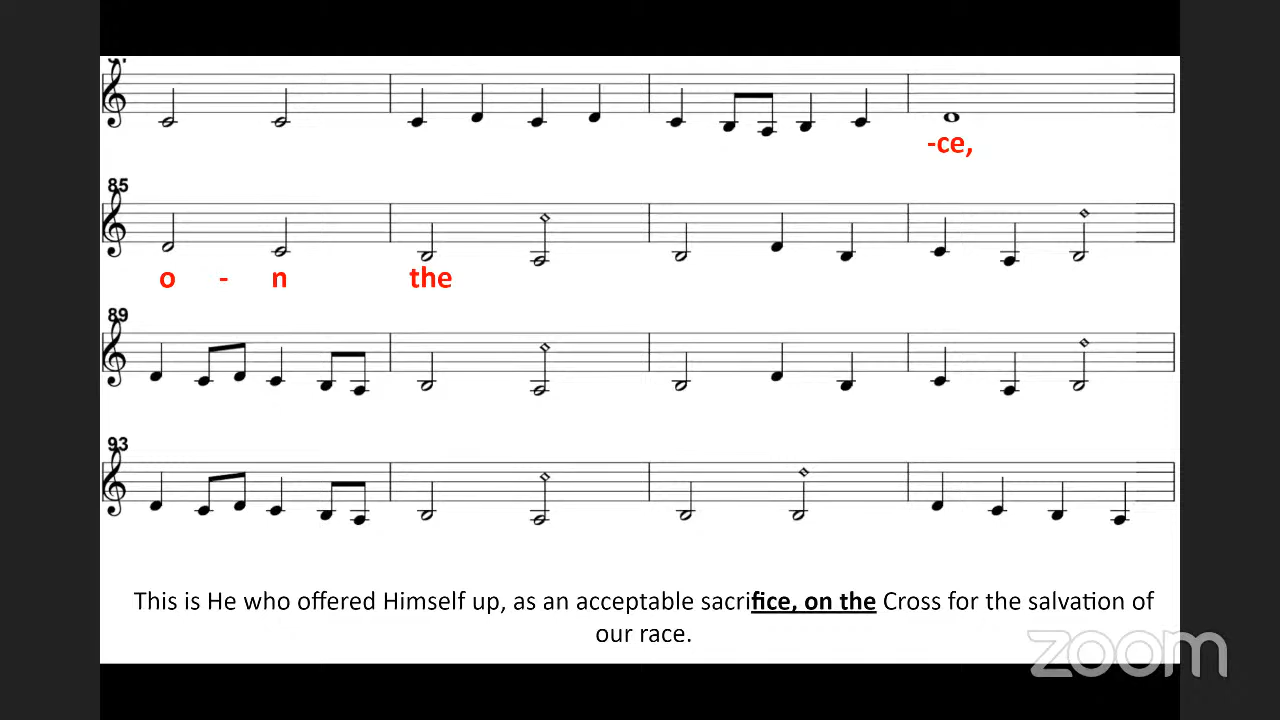 -ce,
85
o - n the
89
93
This is He who offered Himself up, as an acceptable sacrifice, on the Cross for the salvation of
our race.
zoom